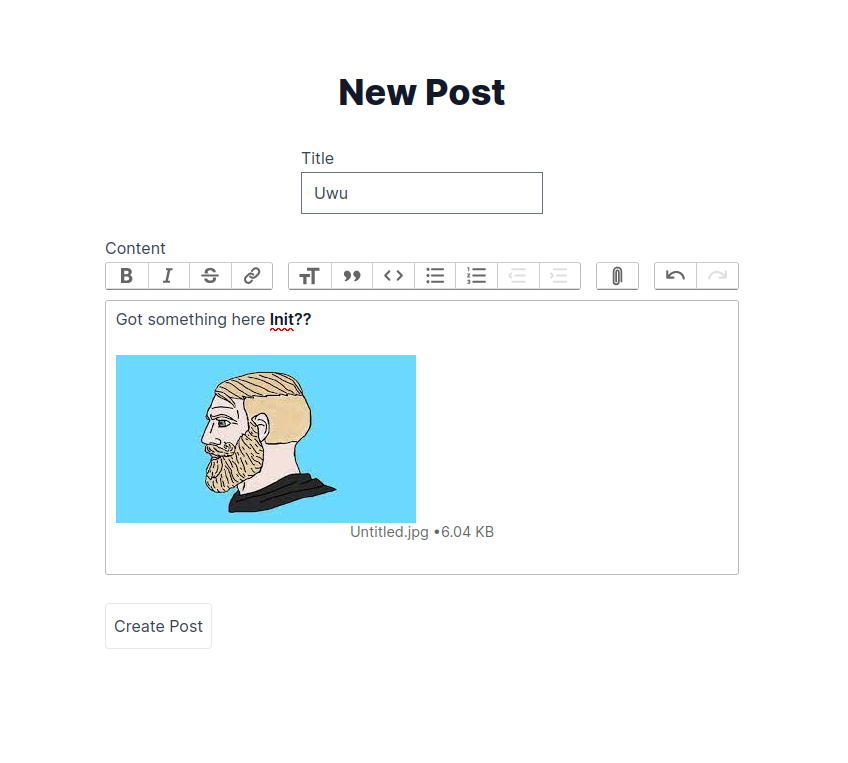 New Post
Title
Uwu
Content
Got something here Init??
Untitled.jpg •6.04 KB
Create Post